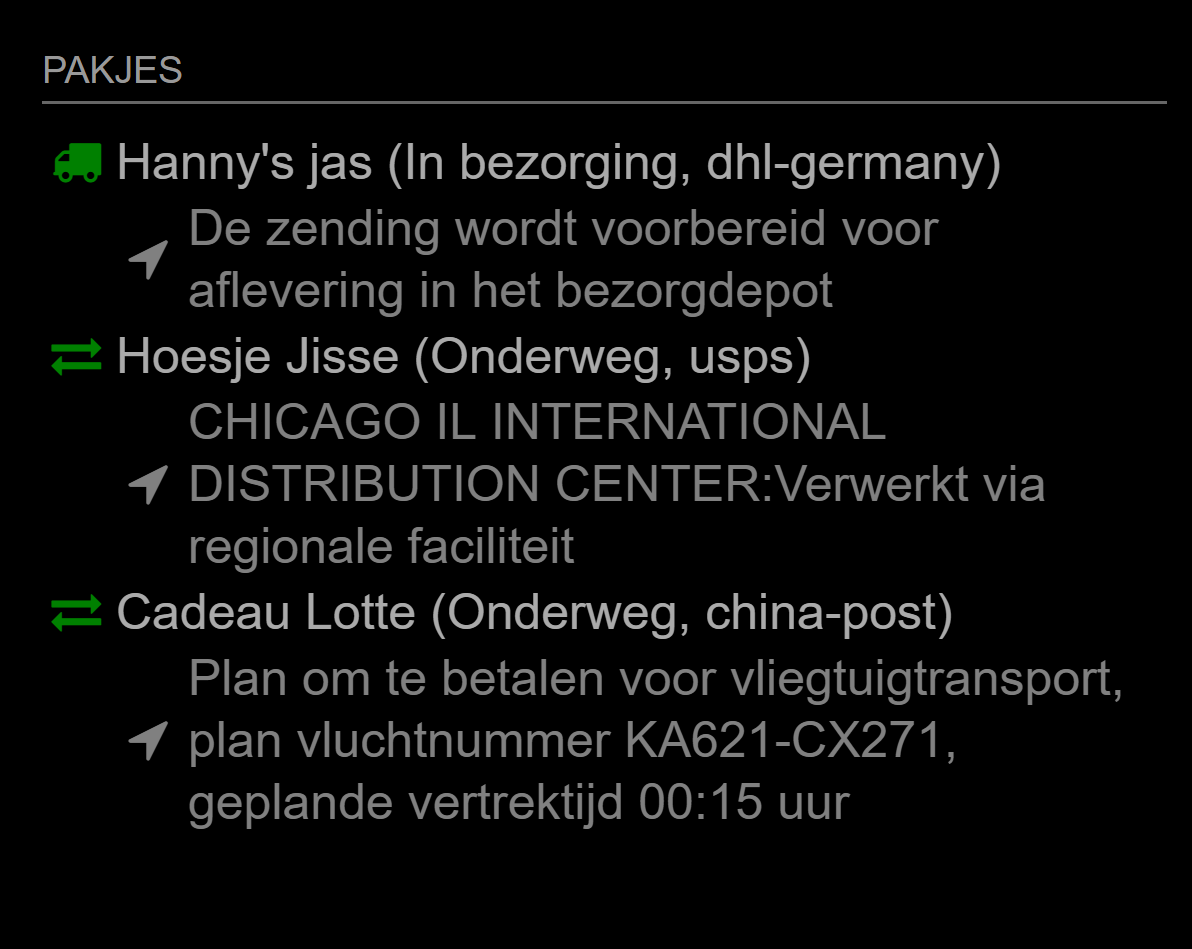 PAKJES
Hanny's jas (In bezorging, dhl-germany)
De zending wordt voorbereid voor
aflevering in het bezorgdepot
Hoesje Jisse (Onderweg, usps)
CHICAGO IL INTERNATIONAL
DISTRIBUTION CENTER:Verwerkt via
regionale faciliteit
Cadeau Lotte (Onderweg, china-post)
Plan om te betalen voor vliegtuigtransport,
plan vluchtnummer KA621-CX271,
geplande vertrektijd 00:15 uur